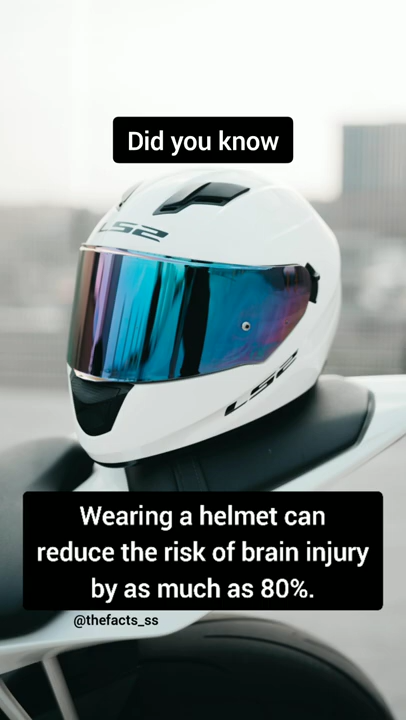 Did you know
LS2
LS2
Wearing a helmet can
reduce the risk of brain injury
by as much as 80%.
@thefacts_ss